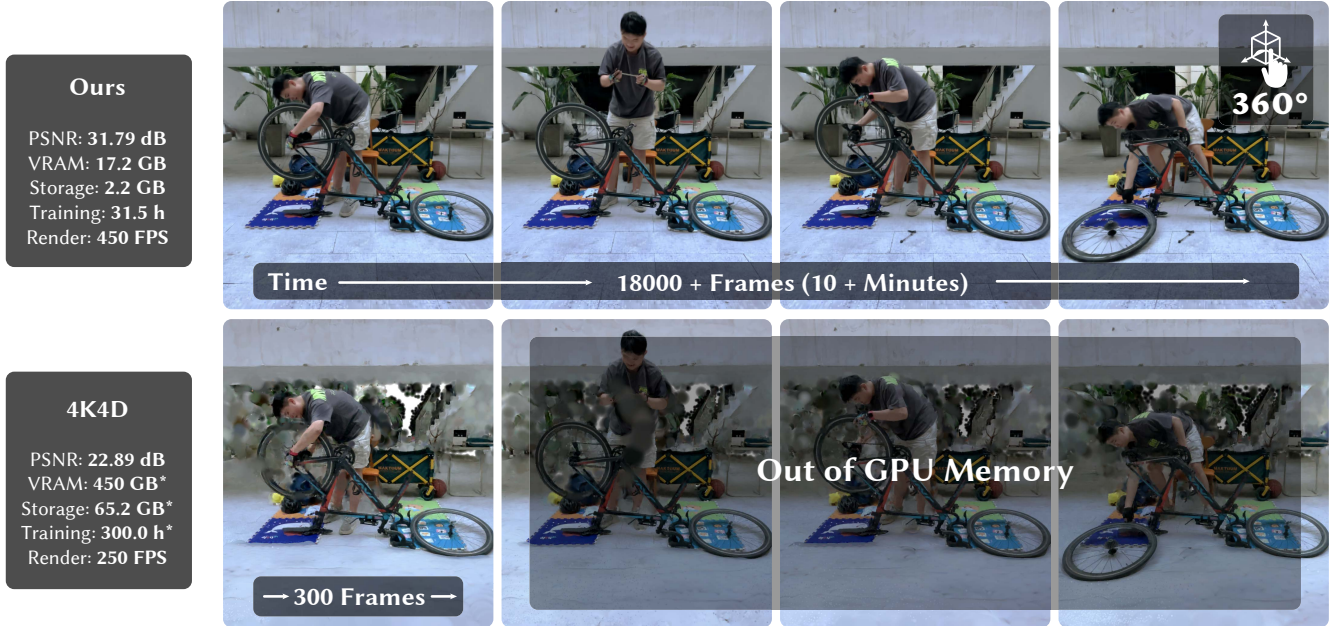 Ours
PSNR: 31.79 dB
VRAM: 17.2 GB
Storage: 2.2 GB
Training: 31.5 h
Render: 450 FPS
360°
Time
18000 + Frames (10 + Minutes)
4K4D
PSNR: 22.89 dB
VRAM: 450 GB*
Storage: 65.2 GB*
Training: 300.0 h*
Render: 250 FPS
Out of GPU Memory
300 Frames